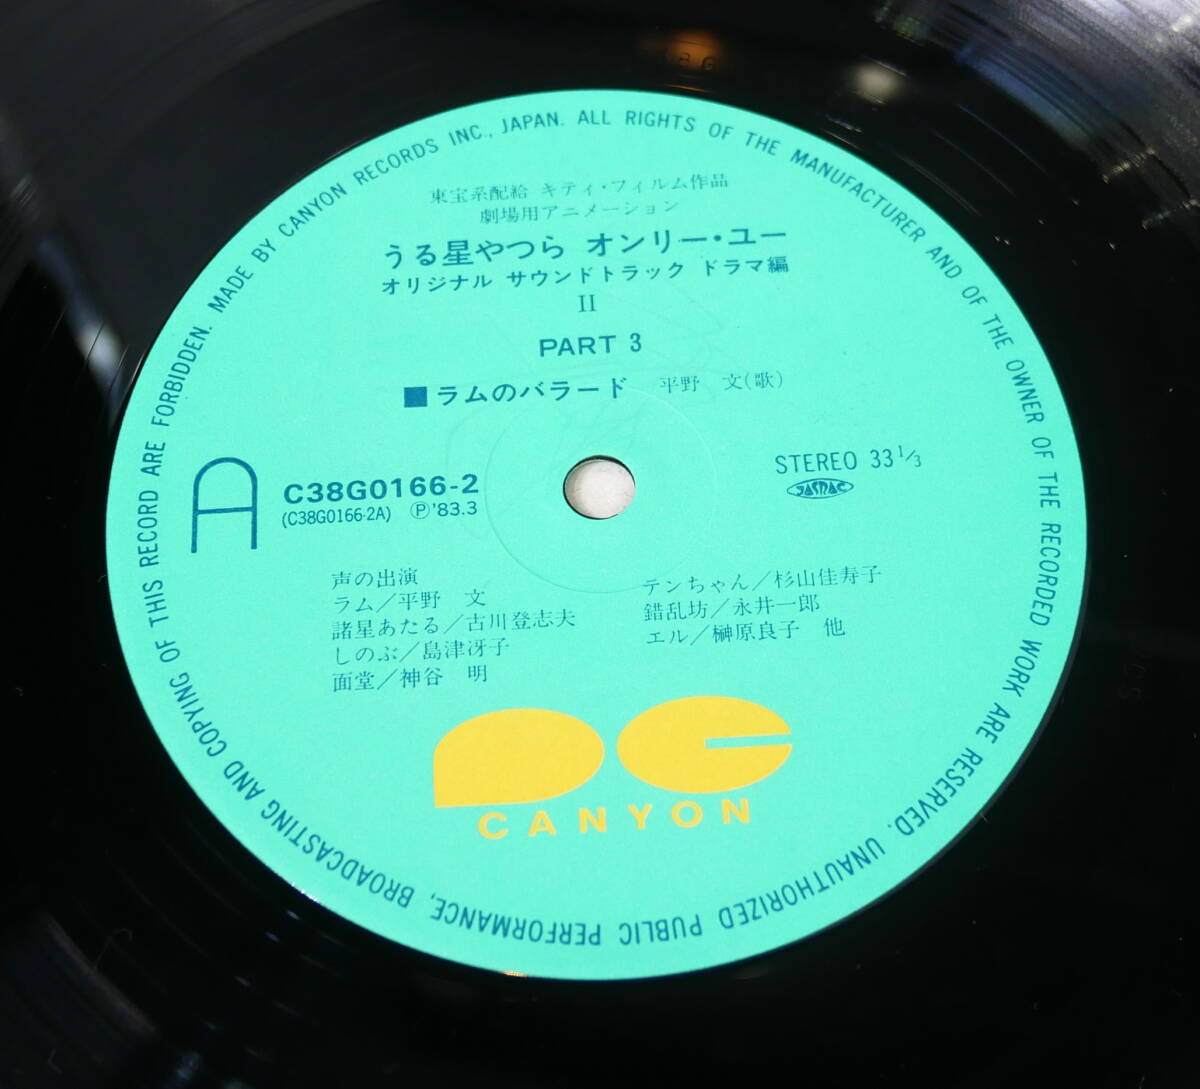 MADE BY CANYON RECORDS INC., JAPAN. ALL RIGHTS OF THE MANUFACTURER AND OF THE OWNER OF THE RECORDED WORK ARE RESERVED. UNAUTHORIZED PUBLIC PERFORMANCE, BROADCASTING AND COPYING OF THIS RECORD ARE FORBIDDEN.
東宝系配給 キティ・フィルム作品
劇場用アニメーション
うる星やつら オンリー・ユー
オリジナル サウンドトラック ドラマ編
II
PART 3
■ラムのバラード 平野 文(歌)
A
C38G0166-2
(C38G0166-2A) Ⓟ'83.3
STEREO 33 1/3
JASRAC
声の出演
ラム/平野 文
諸星あたる/古川登志夫
しのぶ/島津冴子
面堂/神谷 明
テンちゃん/杉山佳寿子
錯乱坊/永井一郎
エル/榊原良子 他
CANYON